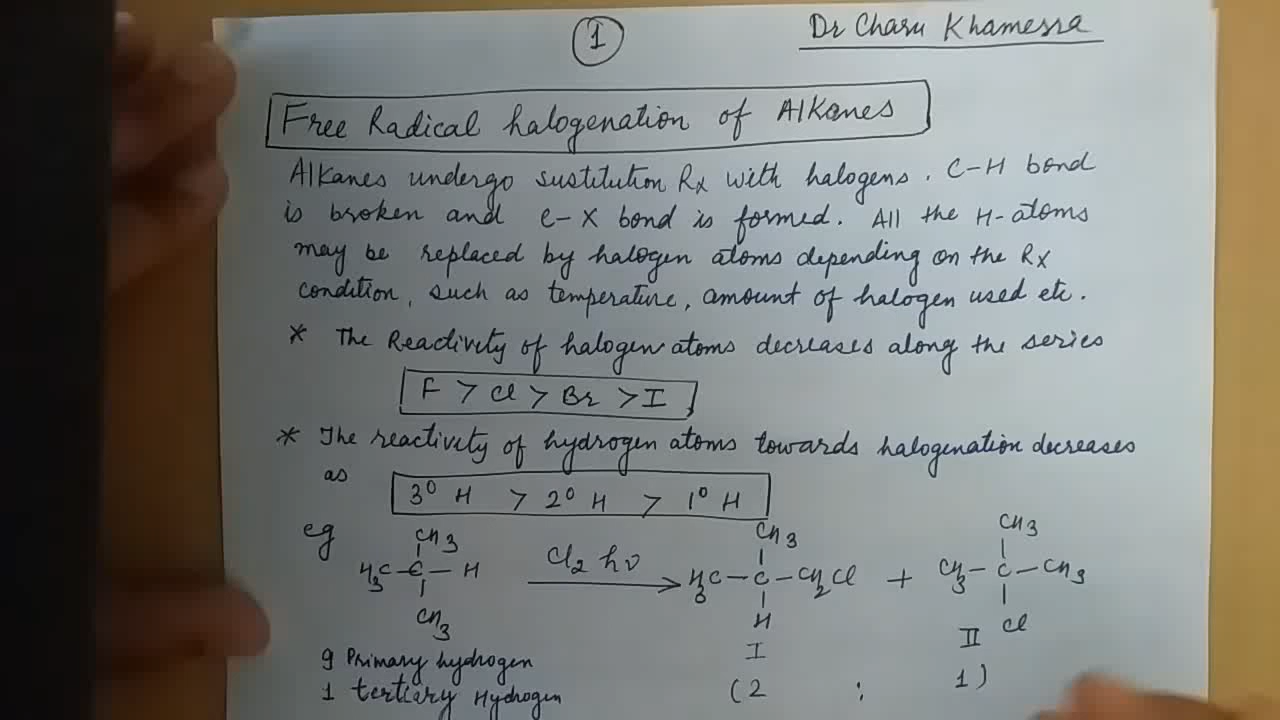 1
Dr Charu Khamesra
Free Radical halogenation of Alkanes
Alkanes undergo sustitution Rx with halogens. C-H bond
is broken and C-X bond is formed. All the H-atoms
may be replaced by halogen atoms depending on the Rx
condition, such as temperature, amount of halogen used etc.
* The Reactivity of halogen atoms decreases along the series
F > Cl > Br > I
* The reactivity of hydrogen atoms towards halogenation decreases
as
3° H > 2° H > 1° H
eg
CH3 CH3 CH3
H3C-C-H Cl2 hν H3C-C-CH2Cl + CH3-C-CH3
CH3 H Cl
I II
9 Primary hydrogen
1 tertiary Hydrogen (2 : 1)